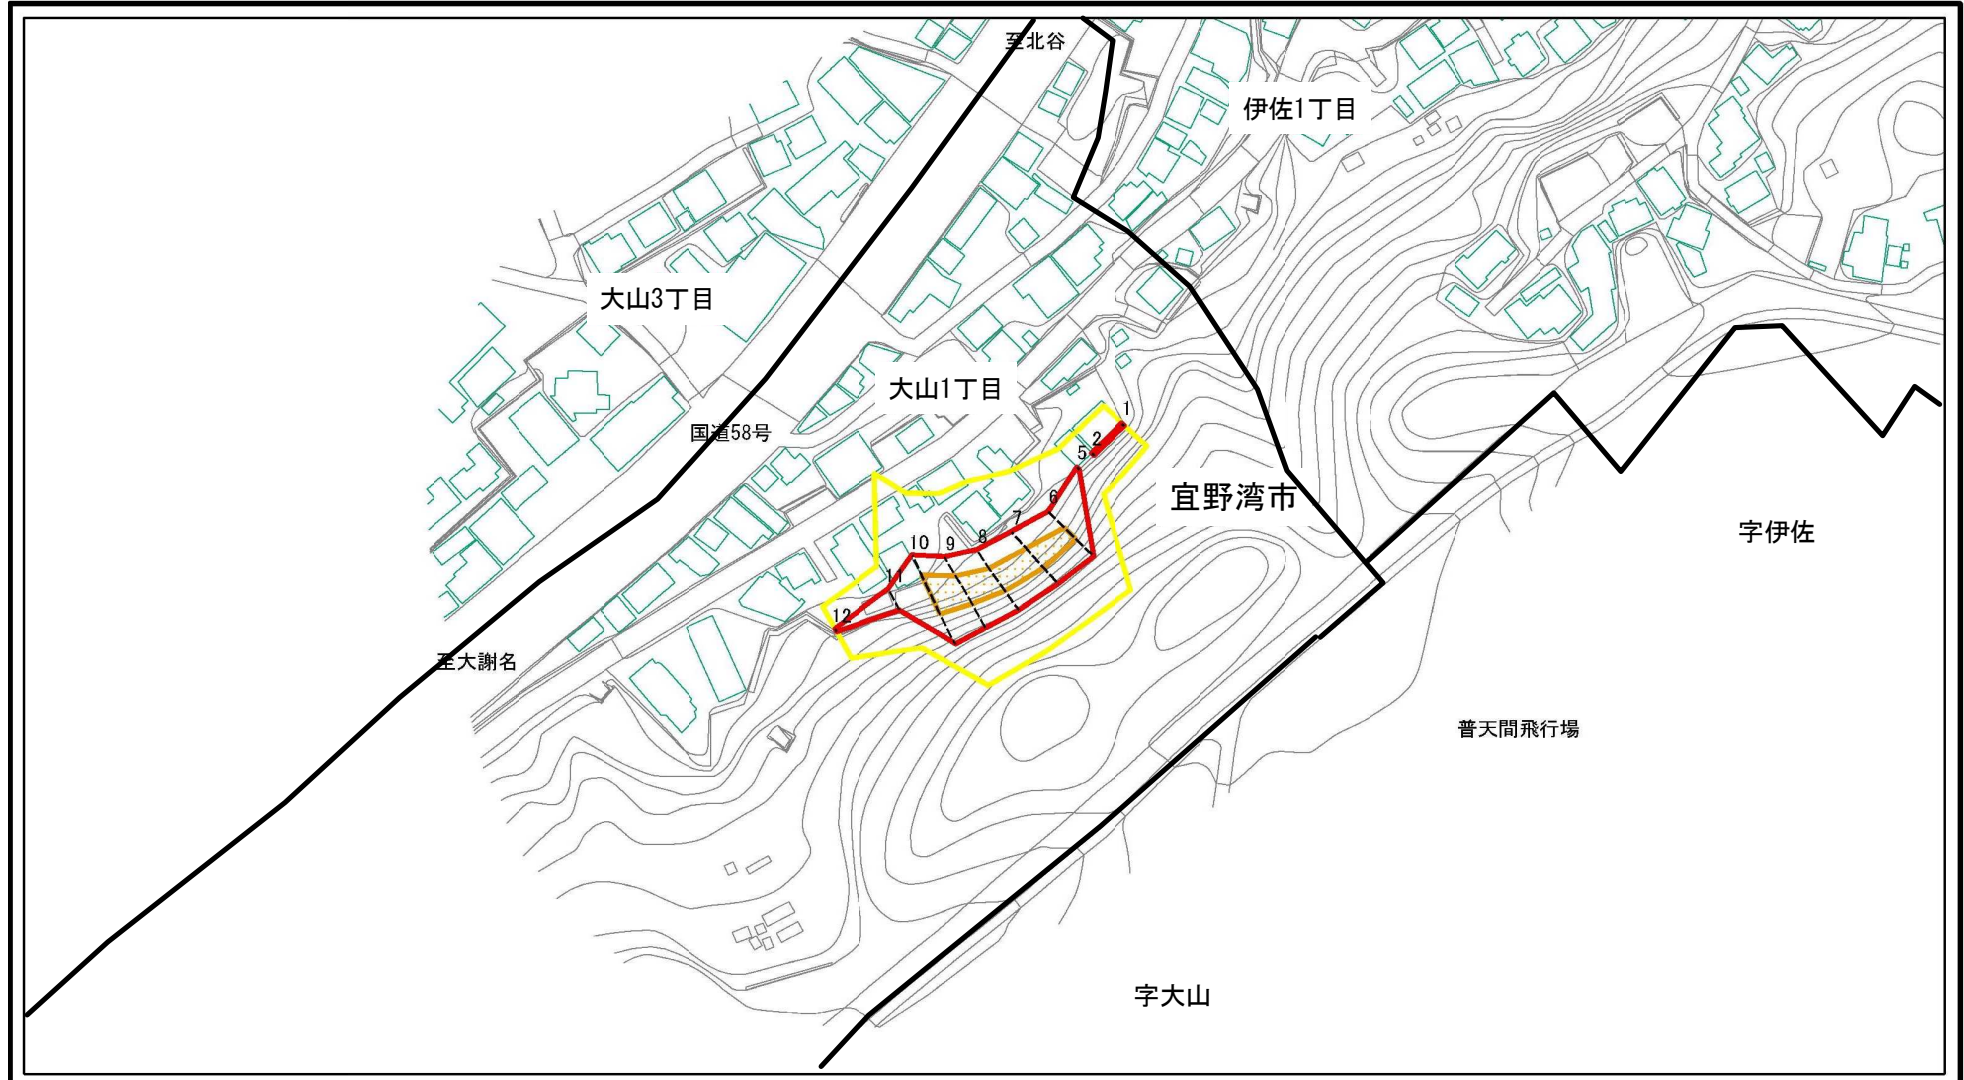 至北谷
伊佐1丁目
大山3丁目
大山1丁目
国道58号
1
2
5
6
7
8
9
10
11
12
宜野湾市
字伊佐
至大謝名
普天間飛行場
字大山